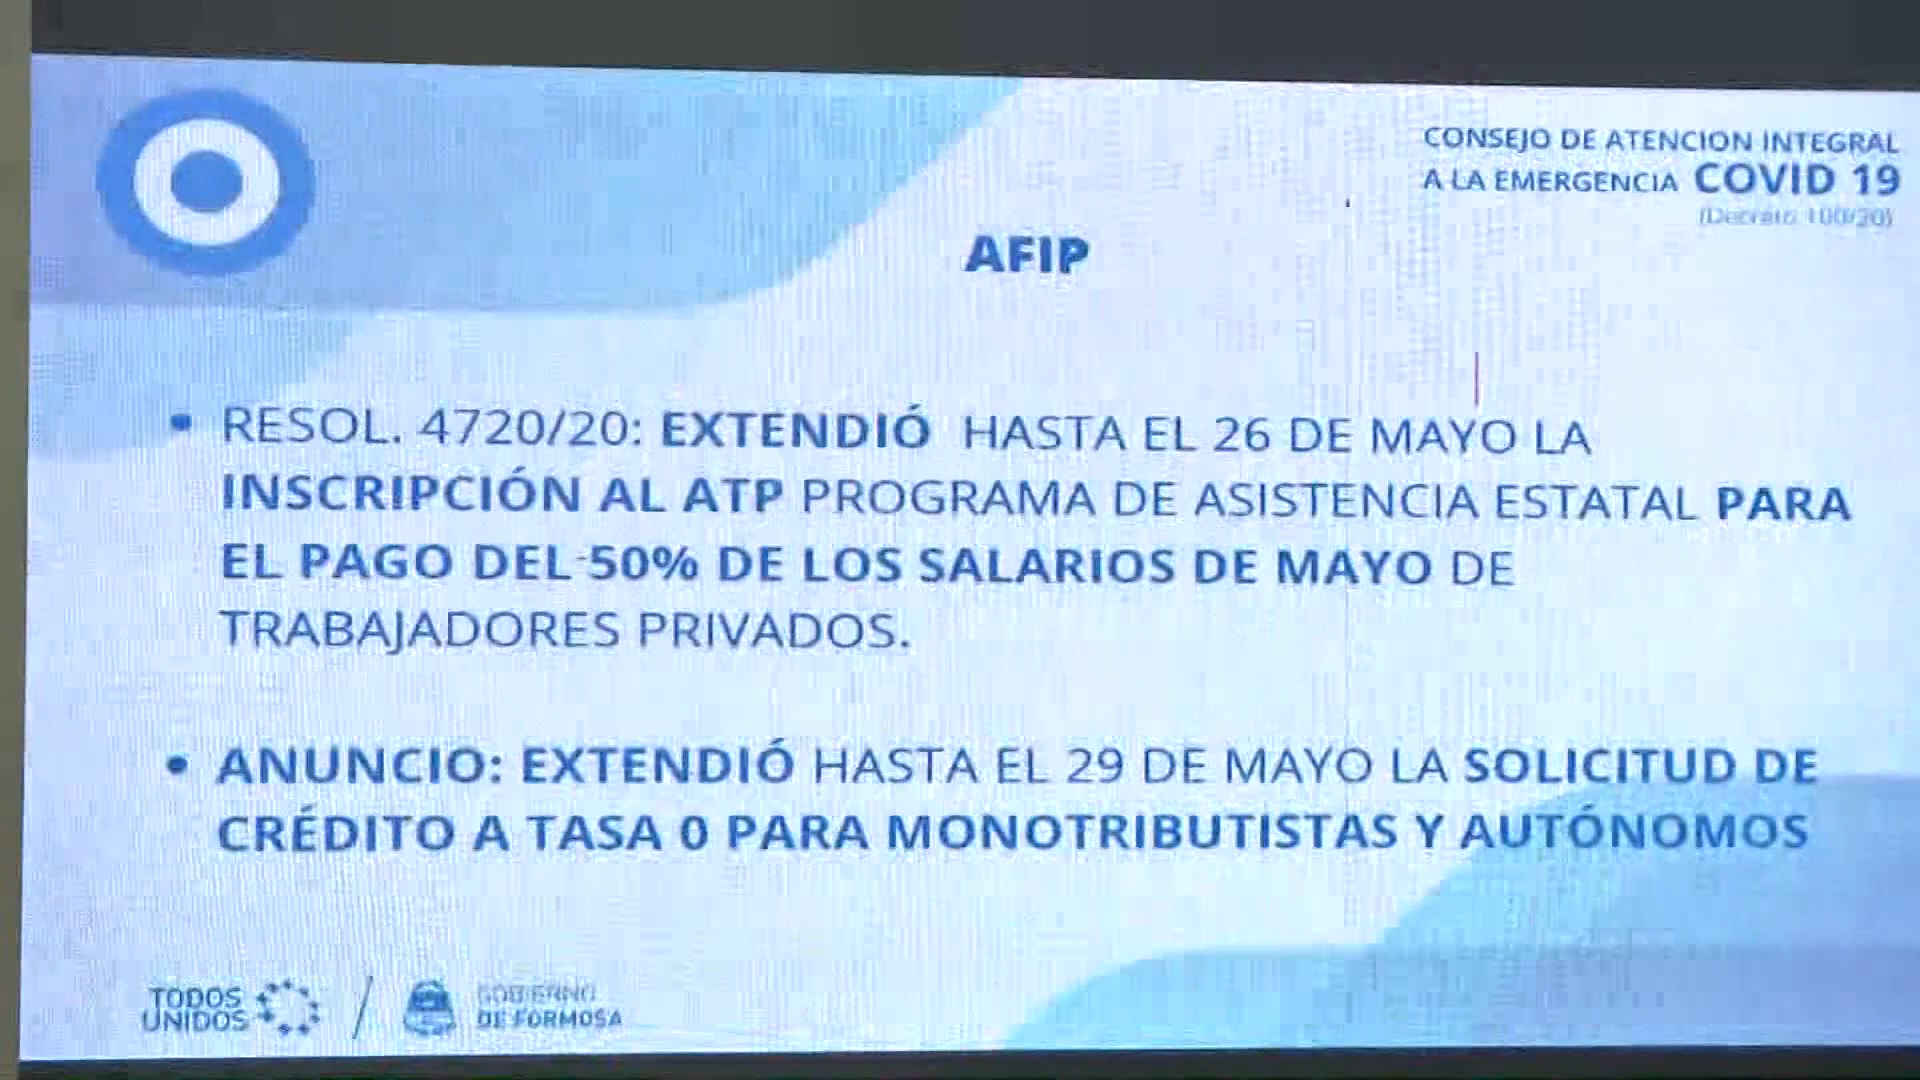 CONSEJO DE ATENCION INTEGRAL
A LA EMERGENCIA COVID 19
(Decreto 100/20)
AFIP
• RESOL. 4720/20: EXTENDIÓ HASTA EL 26 DE MAYO LA
INSCRIPCIÓN AL ATP PROGRAMA DE ASISTENCIA ESTATAL PARA
EL PAGO DEL 50% DE LOS SALARIOS DE MAYO DE
TRABAJADORES PRIVADOS.
• ANUNCIO: EXTENDIÓ HASTA EL 29 DE MAYO LA SOLICITUD DE
CRÉDITO A TASA 0 PARA MONOTRIBUTISTAS Y AUTÓNOMOS
TODOS
UNIDOS
GOBIERNO
DE FORMOSA